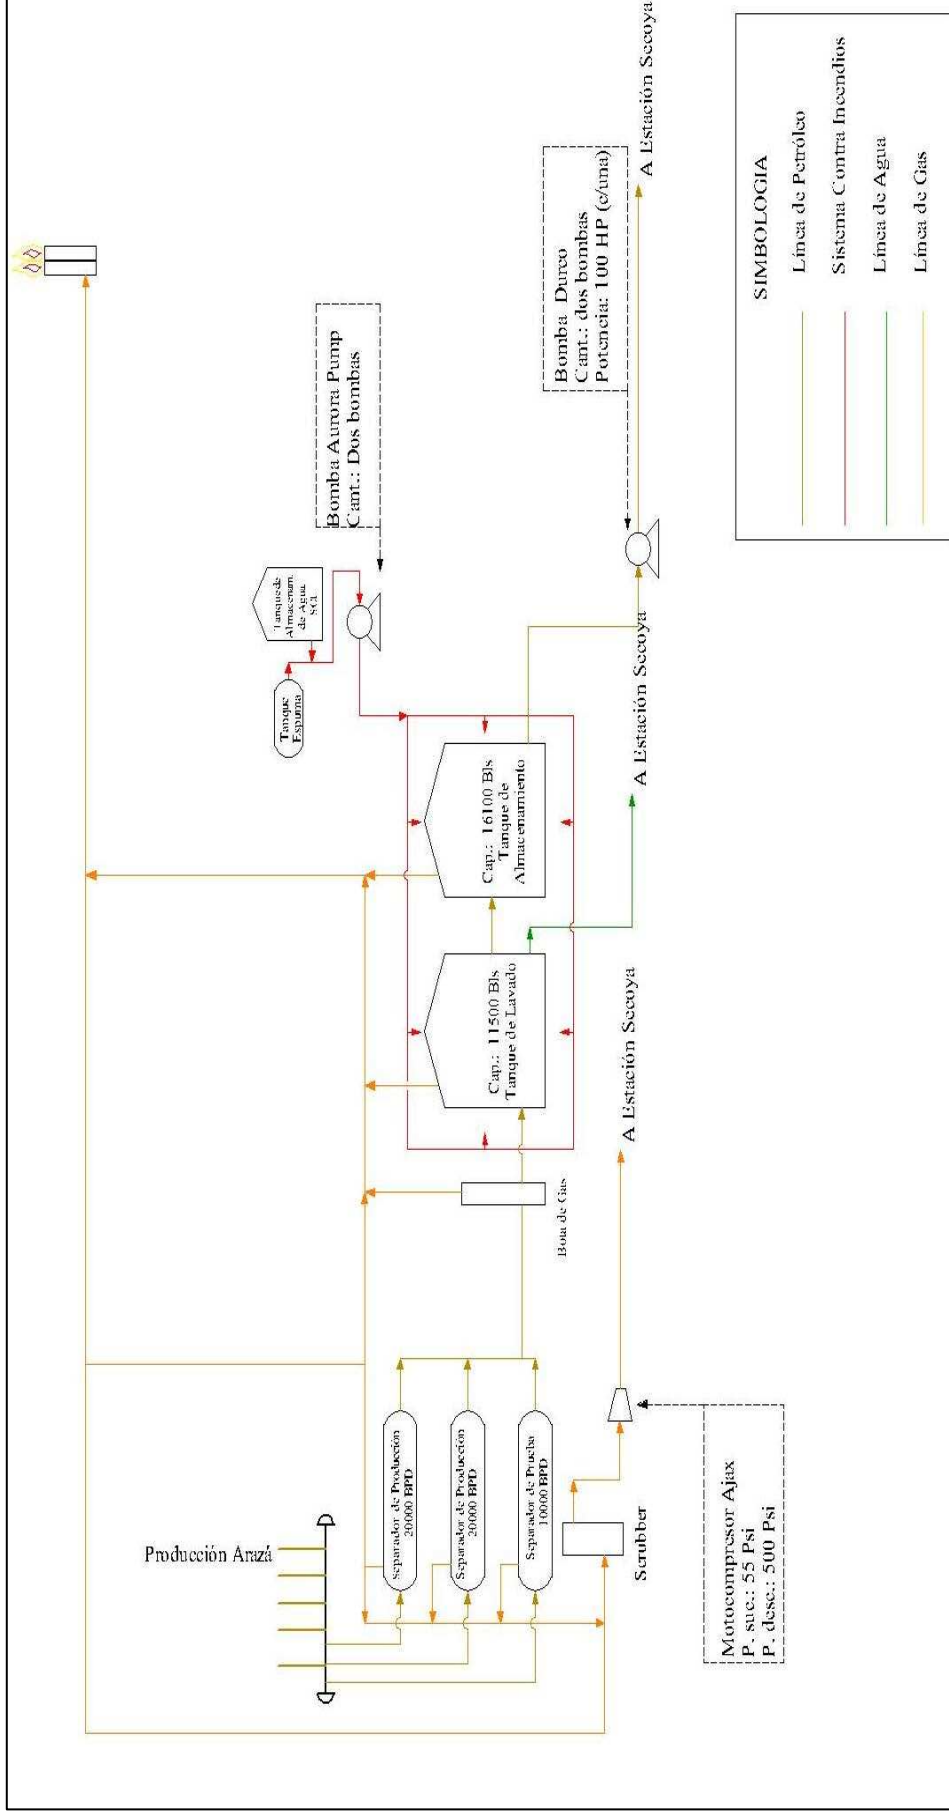 Producción Arazá
Separador de Producción
20000 BPD
Separador de Producción
20000 BPD
Separador de Prueba
10000 BPD
Scrubber
Motocompresor Ajax
P. suc.: 55 Psi
P. desc.: 500 Psi
A Estación Secoya
Bota de Gas
Cap.: 11500 Bls
Tanque de Lavado
Cap.: 16100 Bls
Tanque de
Almacenamiento
A Estación Secoya
Tanque
Espuma
Tanque de
Almacenam.
de Agua
SCI
Bomba Aurora Pump
Cant.: Dos bombas
Bomba Durco
Cant.: dos bombas
Potencia: 100 HP (c/una)
A Estación Secoya
SIMBOLOGIA
Línea de Petróleo
Sistema Contra Incendios
Línea de Agua
Línea de Gas